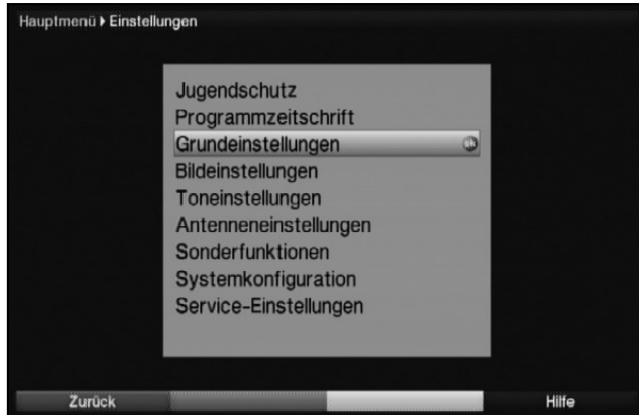 Hauptmenü ▸ Einstellungen
Jugendschutz
Programmzeitschrift
Grundeinstellungen
Bildeinstellungen
Toneinstellungen
Antenneneinstellungen
Sonderfunktionen
Systemkonfiguration
Service-Einstellungen
Zurück
Hilfe